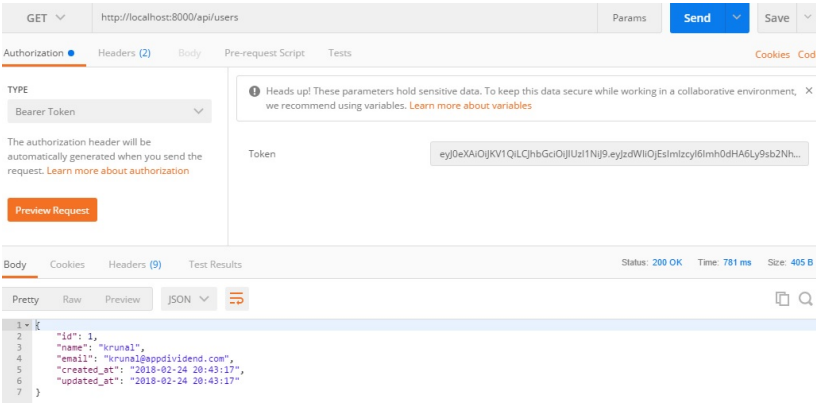 GET http://localhost:8000/api/users Params Send Save
Authorization Headers (2) Body Pre-request Script Tests Cookies Cod
TYPE
Bearer Token
The authorization header will be
automatically generated when you send the
request. Learn more about authorization
Preview Request
Heads up! These parameters hold sensitive data. To keep this data secure while working in a collaborative environment,
we recommend using variables. Learn more about variables
Token eyJ0eXAiOiJKV1QiLCJhbGciOiJIUzI1NiJ9.eyJzdWIiOjEsImlzcyI6Imh0dHA6Ly9sb2Nh...
Body Cookies Headers (9) Test Results Status: 200 OK Time: 781 ms Size: 405 B
Pretty Raw Preview JSON
1 {
2 "id": 1,
3 "name": "krunal",
4 "email": "krunal@appdividend.com",
5 "created_at": "2018-02-24 20:43:17",
6 "updated_at": "2018-02-24 20:43:17"
7 }